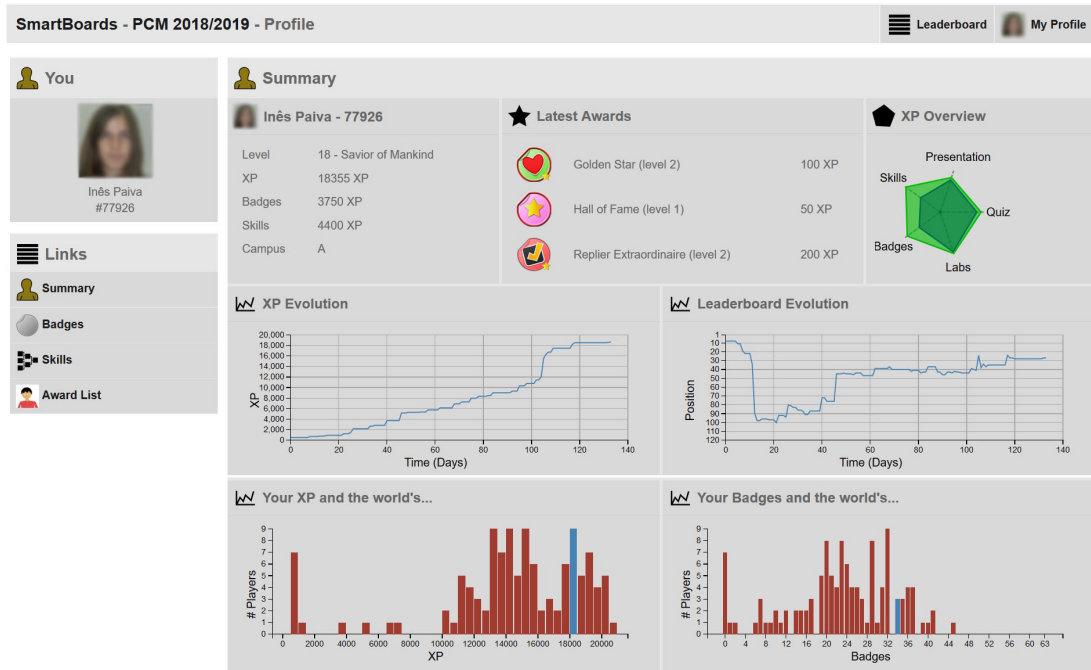 SmartBoards - PCM 2018/2019 - Profile
Leaderboard
My Profile
You
Inês Paiva
#77926
Links
Summary
Badges
Skills
Award List
Summary
Inês Paiva - 77926
Level 18 - Savior of Mankind
XP 18355 XP
Badges 3750 XP
Skills 4400 XP
Campus A
Latest Awards
Golden Star (level 2) 100 XP
Hall of Fame (level 1) 50 XP
Replier Extraordinaire (level 2) 200 XP
XP Overview
Presentation
Skills
Quiz
Badges
Labs
XP Evolution
20,000
18,000
16,000
14,000
12,000
10,000
8,000
6,000
4,000
2,000
0
XP
0 20 40 60 80 100 120 140
Time (Days)
Leaderboard Evolution
1
10
20
30
40
50
60
70
80
90
100
110
120
Position
0 20 40 60 80 100 120 140
Time (Days)
Your XP and the world's...
9
8
7
6
5
4
3
2
1
0
# Players
0 2000 4000 6000 8000 10000 12000 14000 16000 18000 20000
XP
Your Badges and the world's...
9
8
7
6
5
4
3
2
1
0
# Players
0 4 8 12 16 20 24 28 32 36 40 44 48 52 56 60 63
Badges